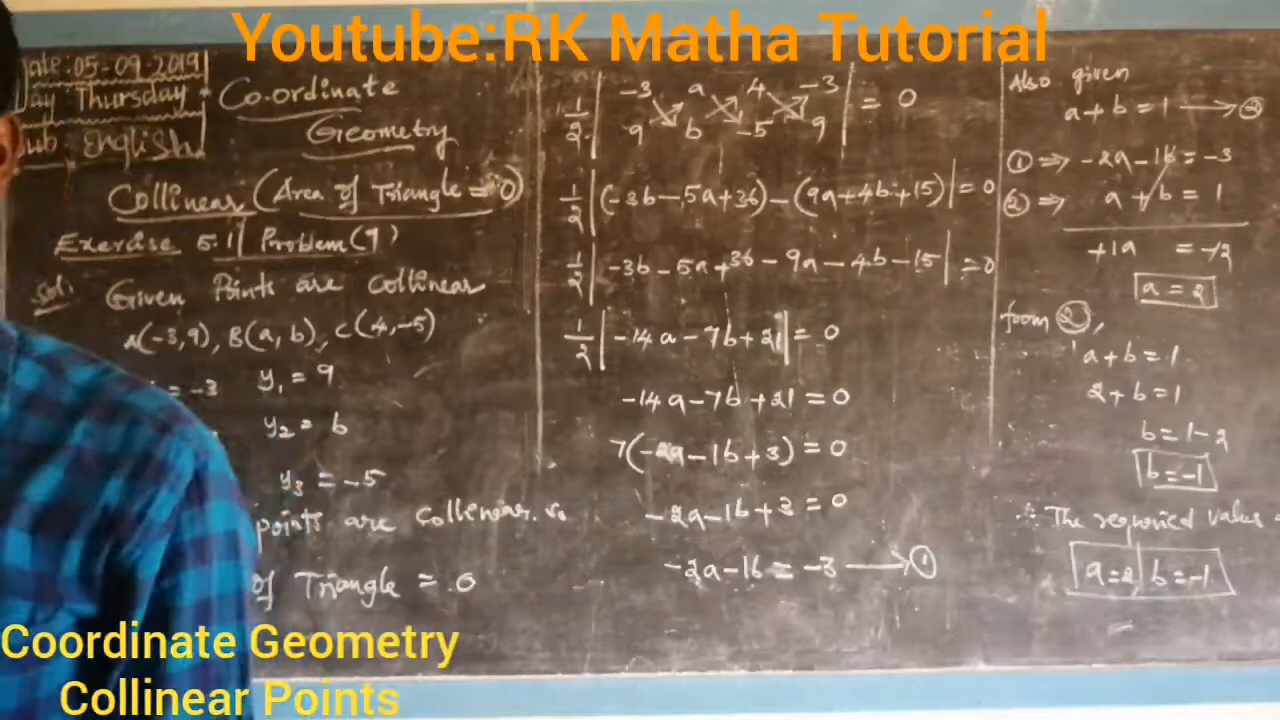 Youtube:RK Matha Tutorial
ate:05-09-2019
ay Thursday
ub English
Co-ordinate
Geometry
Collinear (Area of Triangle = 0)
Exercise 5.1 Problem (9)
Sol:
Given Points are collinear
A(-3,9), B(a, b), C(4,-5)
= -3 y₁ = 9
y₂ = b
y₃ = -5
points are collinear.
of Triangle = 0
1/2 | -3 a 4 -3 | = 0
9 b -5 9
1/2 |(-3b-5a+36)-(9a+4b+15)| = 0
1/2 | -3b-5a+36-9a-4b-15| = 0
1/2 | -14a-7b+21| = 0
-14a-7b+21 = 0
7(-2a-1b+3) = 0
-2a-1b+3 = 0
-2a-1b = -3 → ①
Also given
a+b = 1 → ②
① ⇒ -2a-1b = -3
② ⇒ a+b = 1
+1a = +2
a = 2
from ②,
a+b = 1
2+b = 1
b = 1-2
b = -1
∴ The required value
a=2 b=-1
Coordinate Geometry
Collinear Points